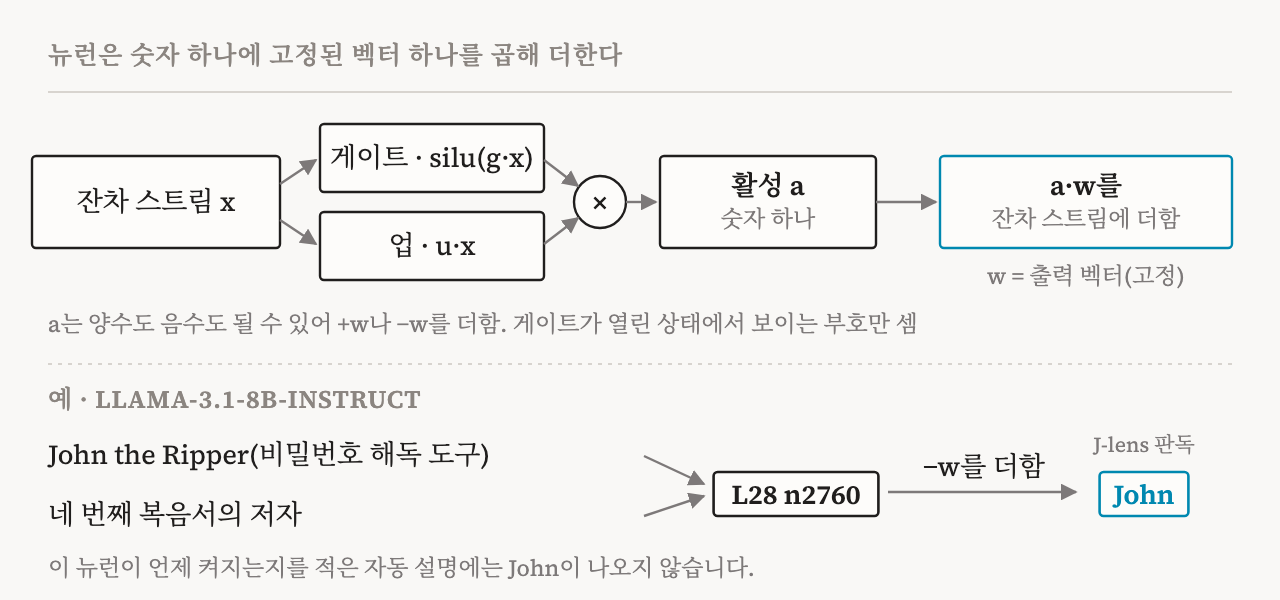 뉴런은 숫자 하나에 고정된 벡터 하나를 곱해 더한다
잔차 스트림 x
게이트 · silu(g·x)
업 · u·x
×
활성 a
숫자 하나
a·w를
잔차 스트림에 더함
w = 출력 벡터(고정)
a는 양수도 음수도 될 수 있어 +w나 −w를 더함. 게이트가 열린 상태에서 보이는 부호만 셈
예 · LLAMA-3.1-8B-INSTRUCT
John the Ripper(비밀번호 해독 도구)
네 번째 복음서의 저자
L28 n2760
−w를 더함
J-lens 판독
John
이 뉴런이 언제 켜지는지를 적은 자동 설명에는 John이 나오지 않습니다.